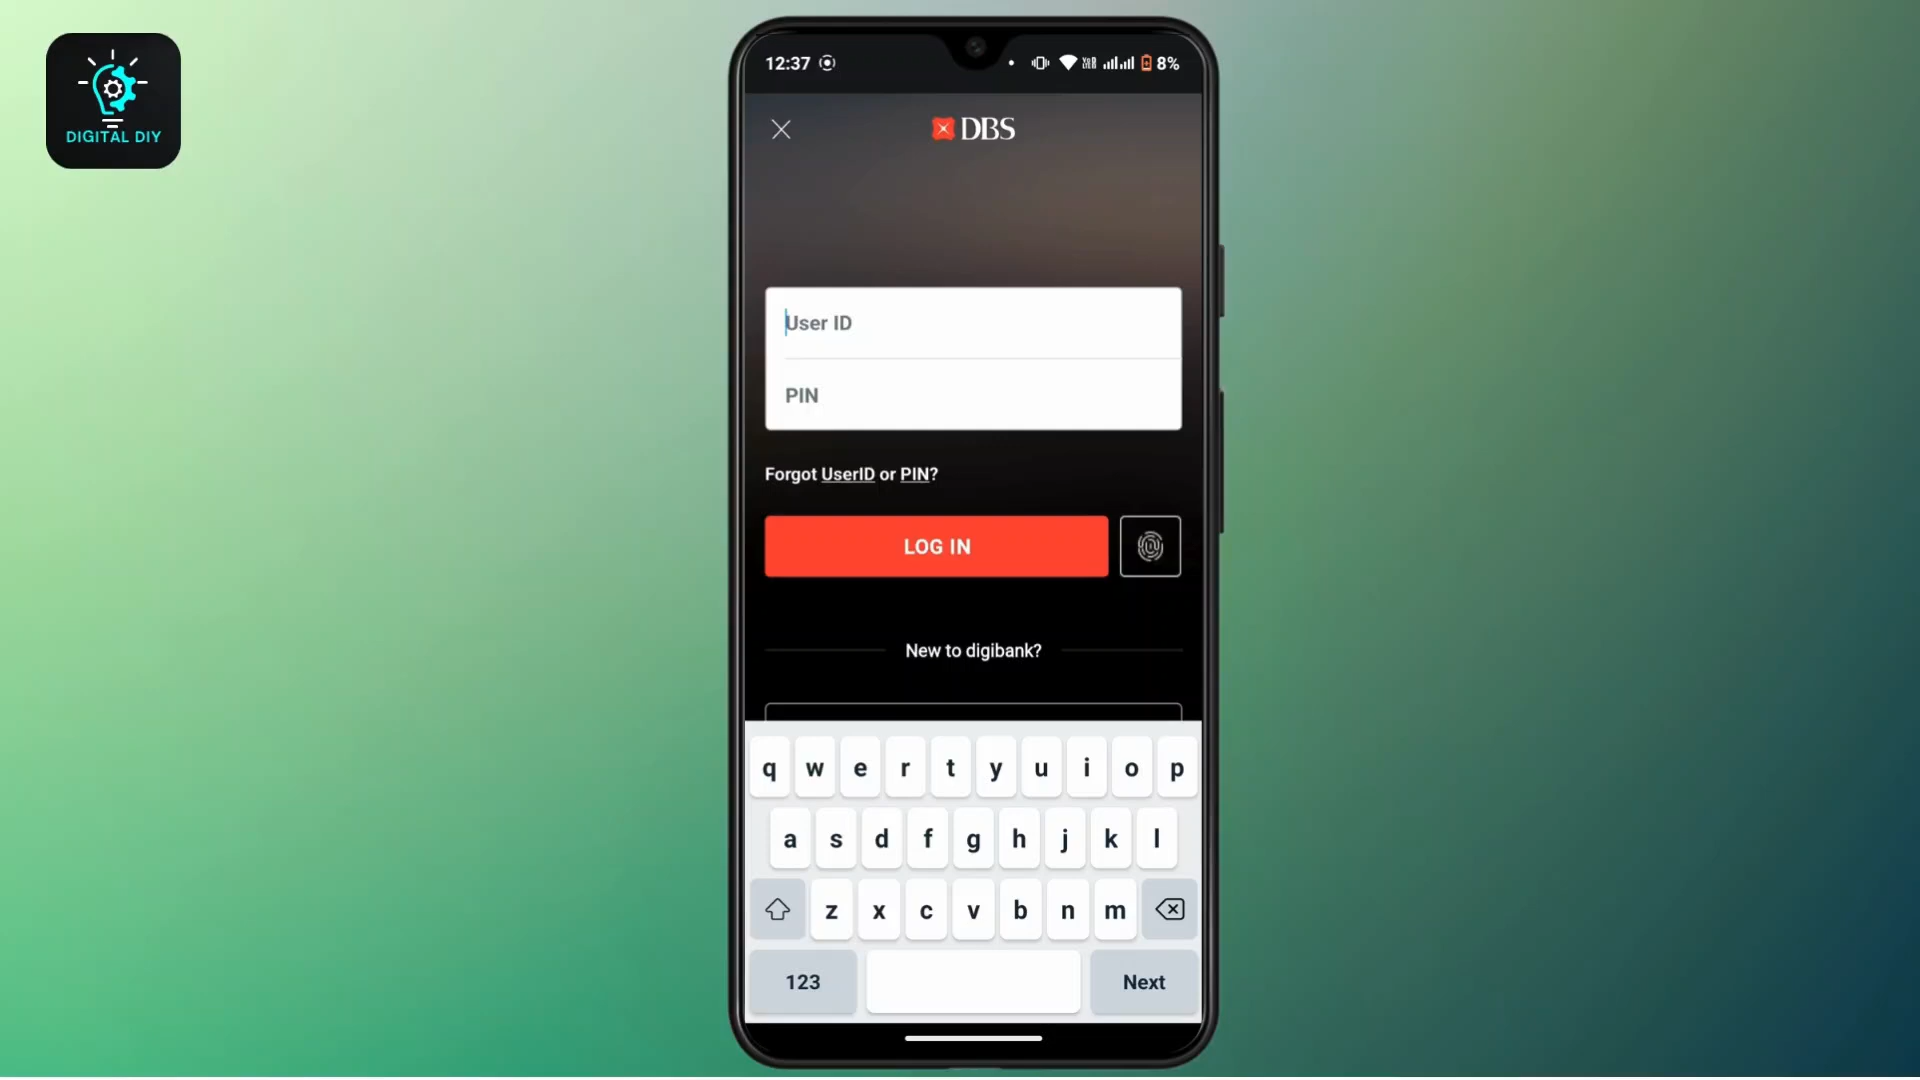 DIGITAL DIY
12:37
8%
DBS
User ID
PIN
Forgot UserID or PIN?
LOG IN
New to digibank?
q w e r t y u i o p
a s d f g h j k l
z x c v b n m
123
Next